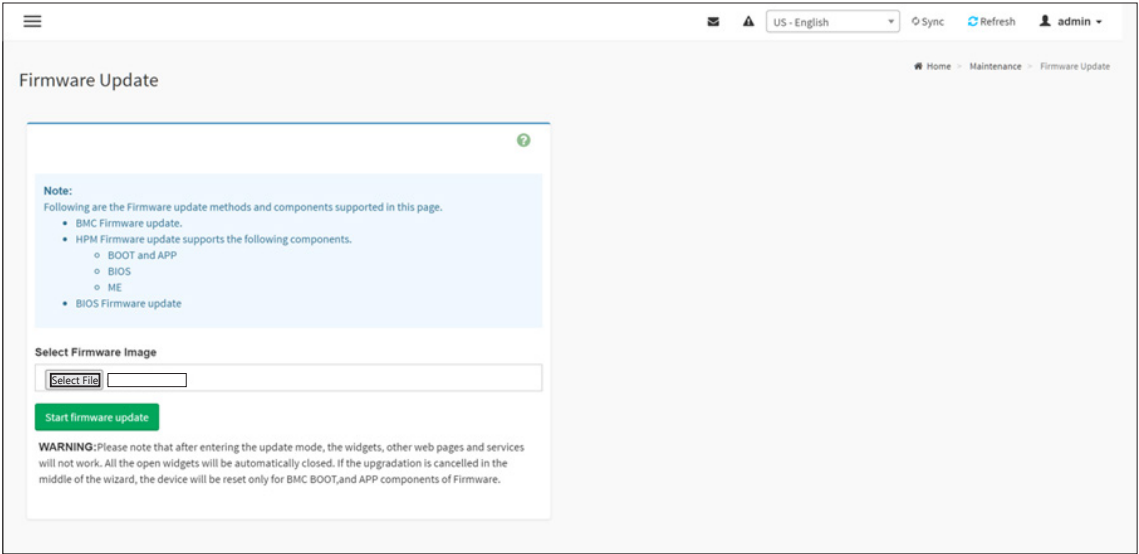 US - English
Sync
Refresh
admin
Firmware Update
Home > Maintenance > Firmware Update
Note:
Following are the Firmware update methods and components supported in this page.
BMC Firmware update.
HPM Firmware update supports the following components.
BOOT and APP
BIOS
ME
BIOS Firmware update
Select Firmware Image
Select File
Start firmware update
WARNING:Please note that after entering the update mode, the widgets, other web pages and services
will not work. All the open widgets will be automatically closed. If the upgradation is cancelled in the
middle of the wizard, the device will be reset only for BMC BOOT,and APP components of Firmware.